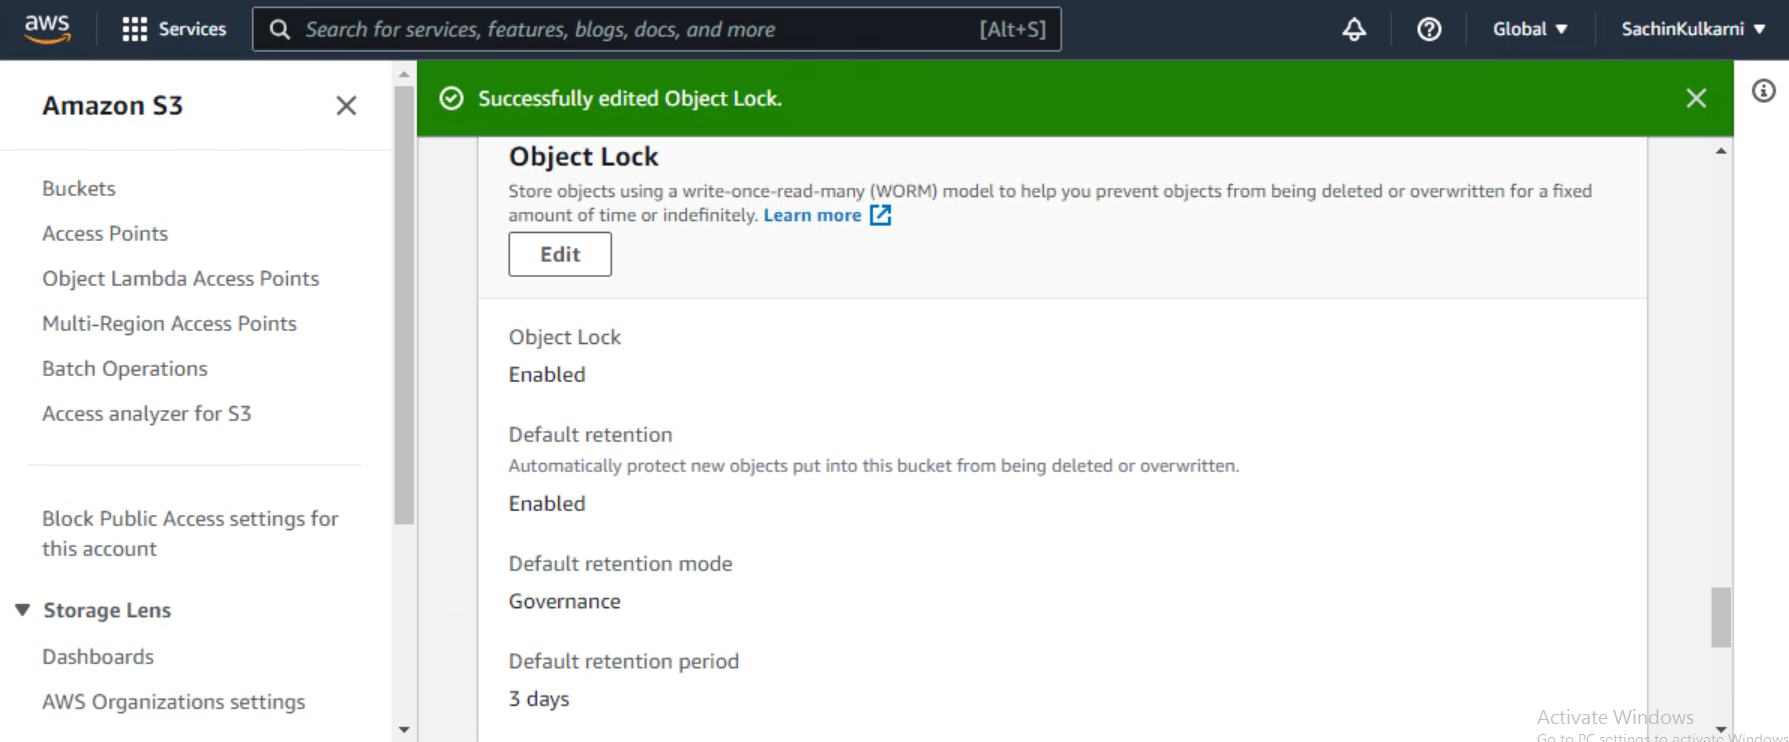 aws
Services
Search for services, features, blogs, docs, and more
[Alt+S]
Global
SachinKulkarni
Amazon S3
Buckets
Access Points
Object Lambda Access Points
Multi-Region Access Points
Batch Operations
Access analyzer for S3
Block Public Access settings for
this account
Storage Lens
Dashboards
AWS Organizations settings
Successfully edited Object Lock.
Object Lock
Store objects using a write-once-read-many (WORM) model to help you prevent objects from being deleted or overwritten for a fixed
amount of time or indefinitely. Learn more
Edit
Object Lock
Enabled
Default retention
Automatically protect new objects put into this bucket from being deleted or overwritten.
Enabled
Default retention mode
Governance
Default retention period
3 days
Activate Windows
Go to PC settings to activate Windows